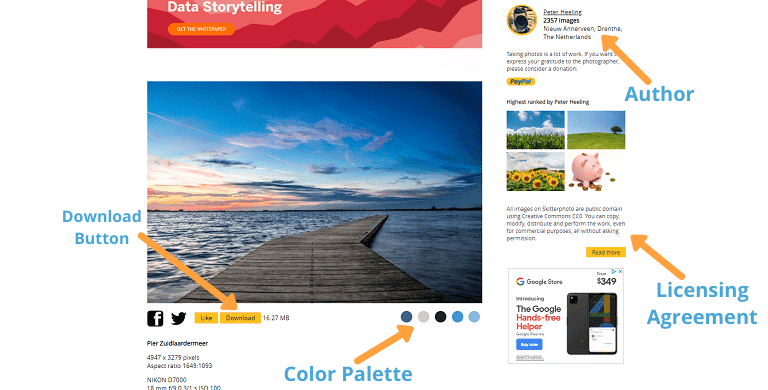 Data Storytelling
GET THE WHITEPAPER
Peter Heeling
2357 images
Nieuw Annerveen, Drenthe,
The Netherlands
Taking photos is a lot of work. If you want
express your gratitude to the photographer,
please consider a donation:
PayPal
Author
Highest ranked by Peter Heeling
All images on Skitterphoto are public domain
using Creative Commons CC0. You can copy,
modify, distribute and perform the work, even
for commercial purposes, all without asking
permission.
Read more
Licensing
Agreement
Google Store
From
$349
Introducing
The Google
Hands-free
Helper
Google Pixel 4a
Buy now
Download
Button
Like
Download
16.27 MB
Color Palette
Pier Zuidlaardermeer
4947 x 3279 pixels
Aspect ratio 1649:1093
NIKON D7000
18 mm f/9.0 3/1 s ISO 100